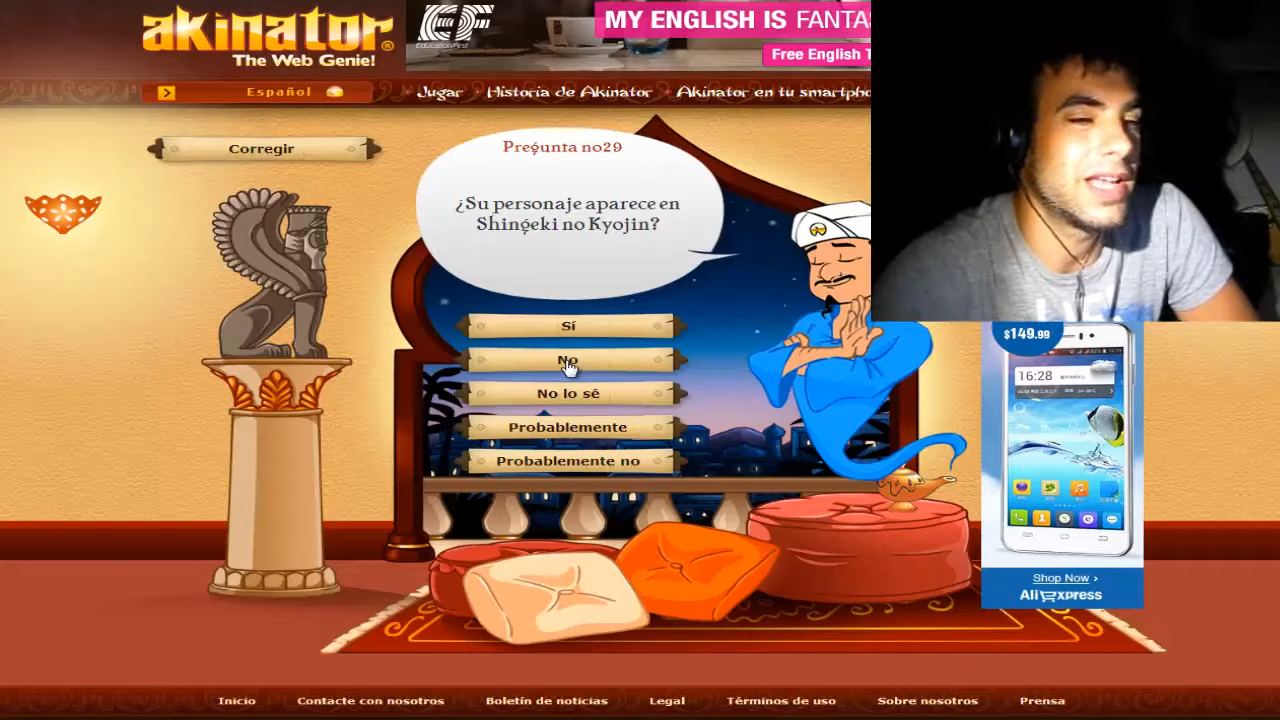 akinator®
The Web Genie!
EF
Education First
MY ENGLISH IS FANTAS
Free English T
Español
Jugar
Historia de Akinator
Akinator en tu smartpho
Corregir
Pregunta no29
¿Su personaje aparece en
Shingeki no Kyojin?
Sí
No
No lo sé
Probablemente
Probablemente no
$149.99
16:28
Shop Now ›
AliExpress
Inicio
Contacte con nosotros
Boletín de noticias
Legal
Términos de uso
Sobre nosotros
Prensa